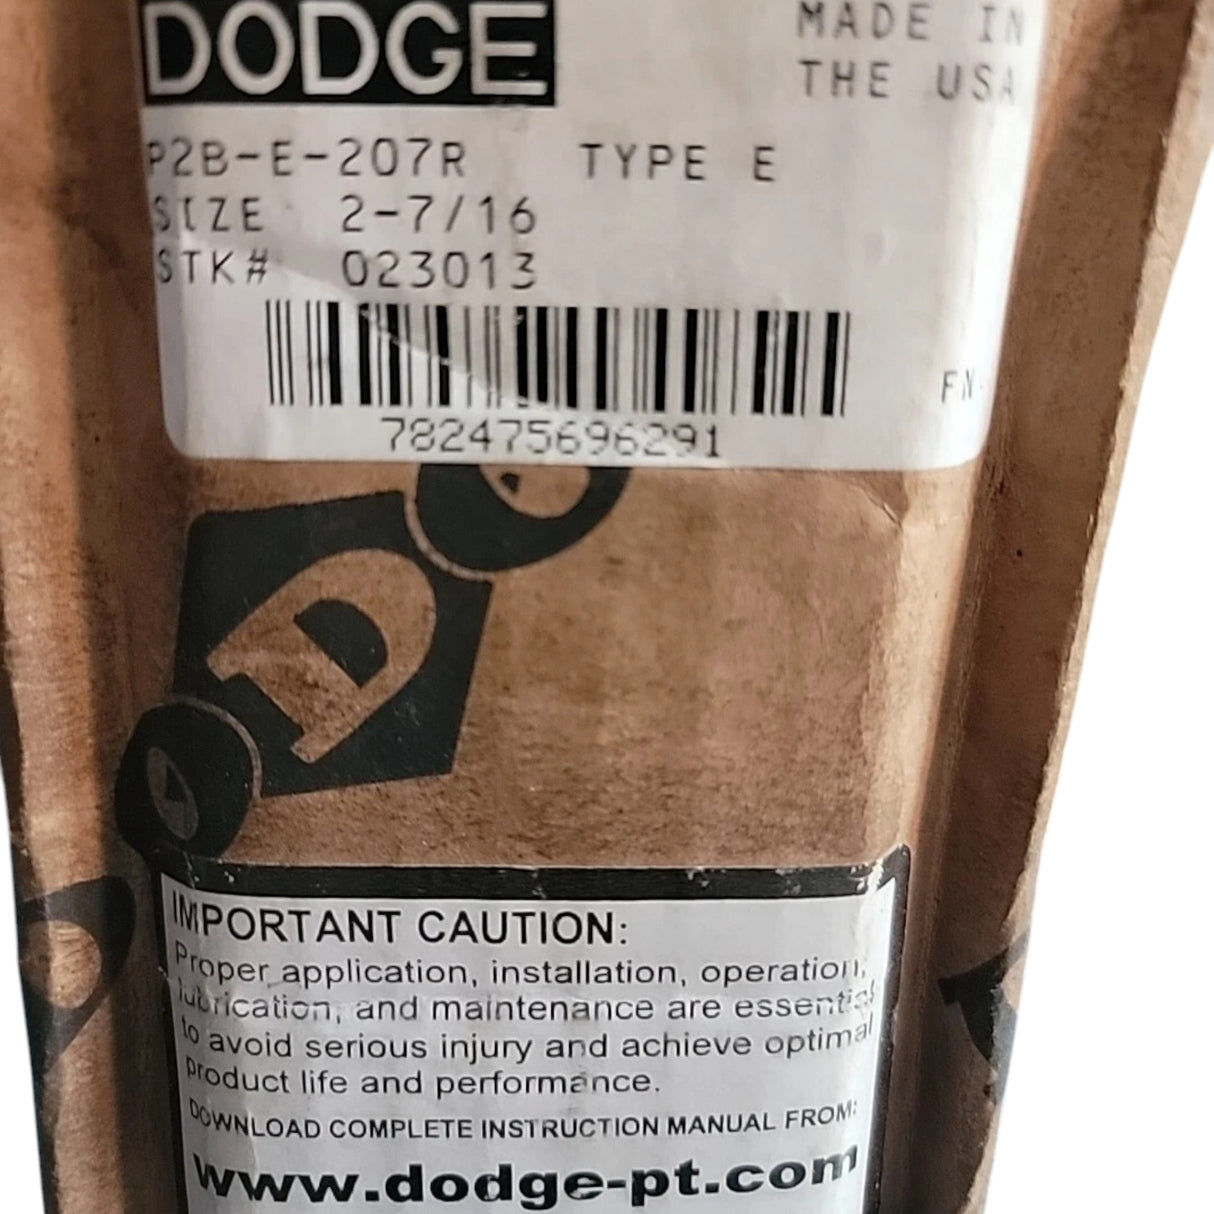 DODGE
MADE IN
THE USA
P2B-E-207R TYPE E
SIZE 2-7/16
STK# 023013
FN
782475696291
D
IMPORTANT CAUTION:
Proper application, installation, operation,
lubrication, and maintenance are essential
to avoid serious injury and achieve optimal
product life and performance.
DOWNLOAD COMPLETE INSTRUCTION MANUAL FROM:
www.dodge-pt.com